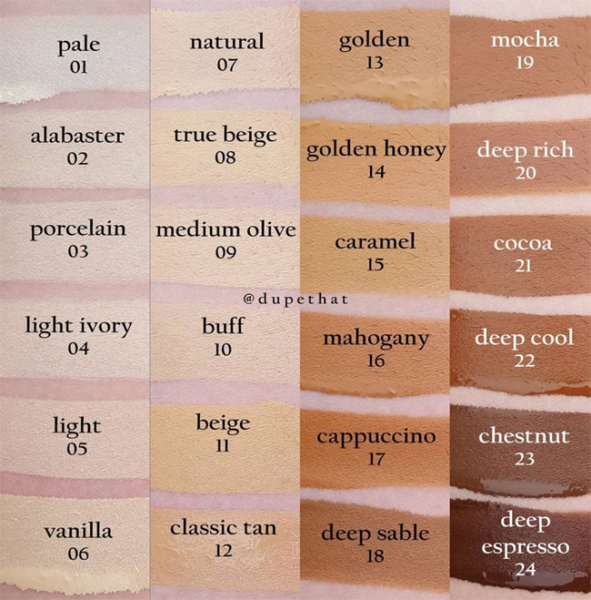 pale
01
alabaster
02
porcelain
03
light ivory
04
light
05
vanilla
06
natural
07
true beige
08
medium olive
09
buff
10
beige
11
classic tan
12
golden
13
golden honey
14
caramel
15
mahogany
16
cappuccino
17
deep sable
18
mocha
19
deep rich
20
cocoa
21
deep cool
22
chestnut
23
deep
espresso
24
@dupethat